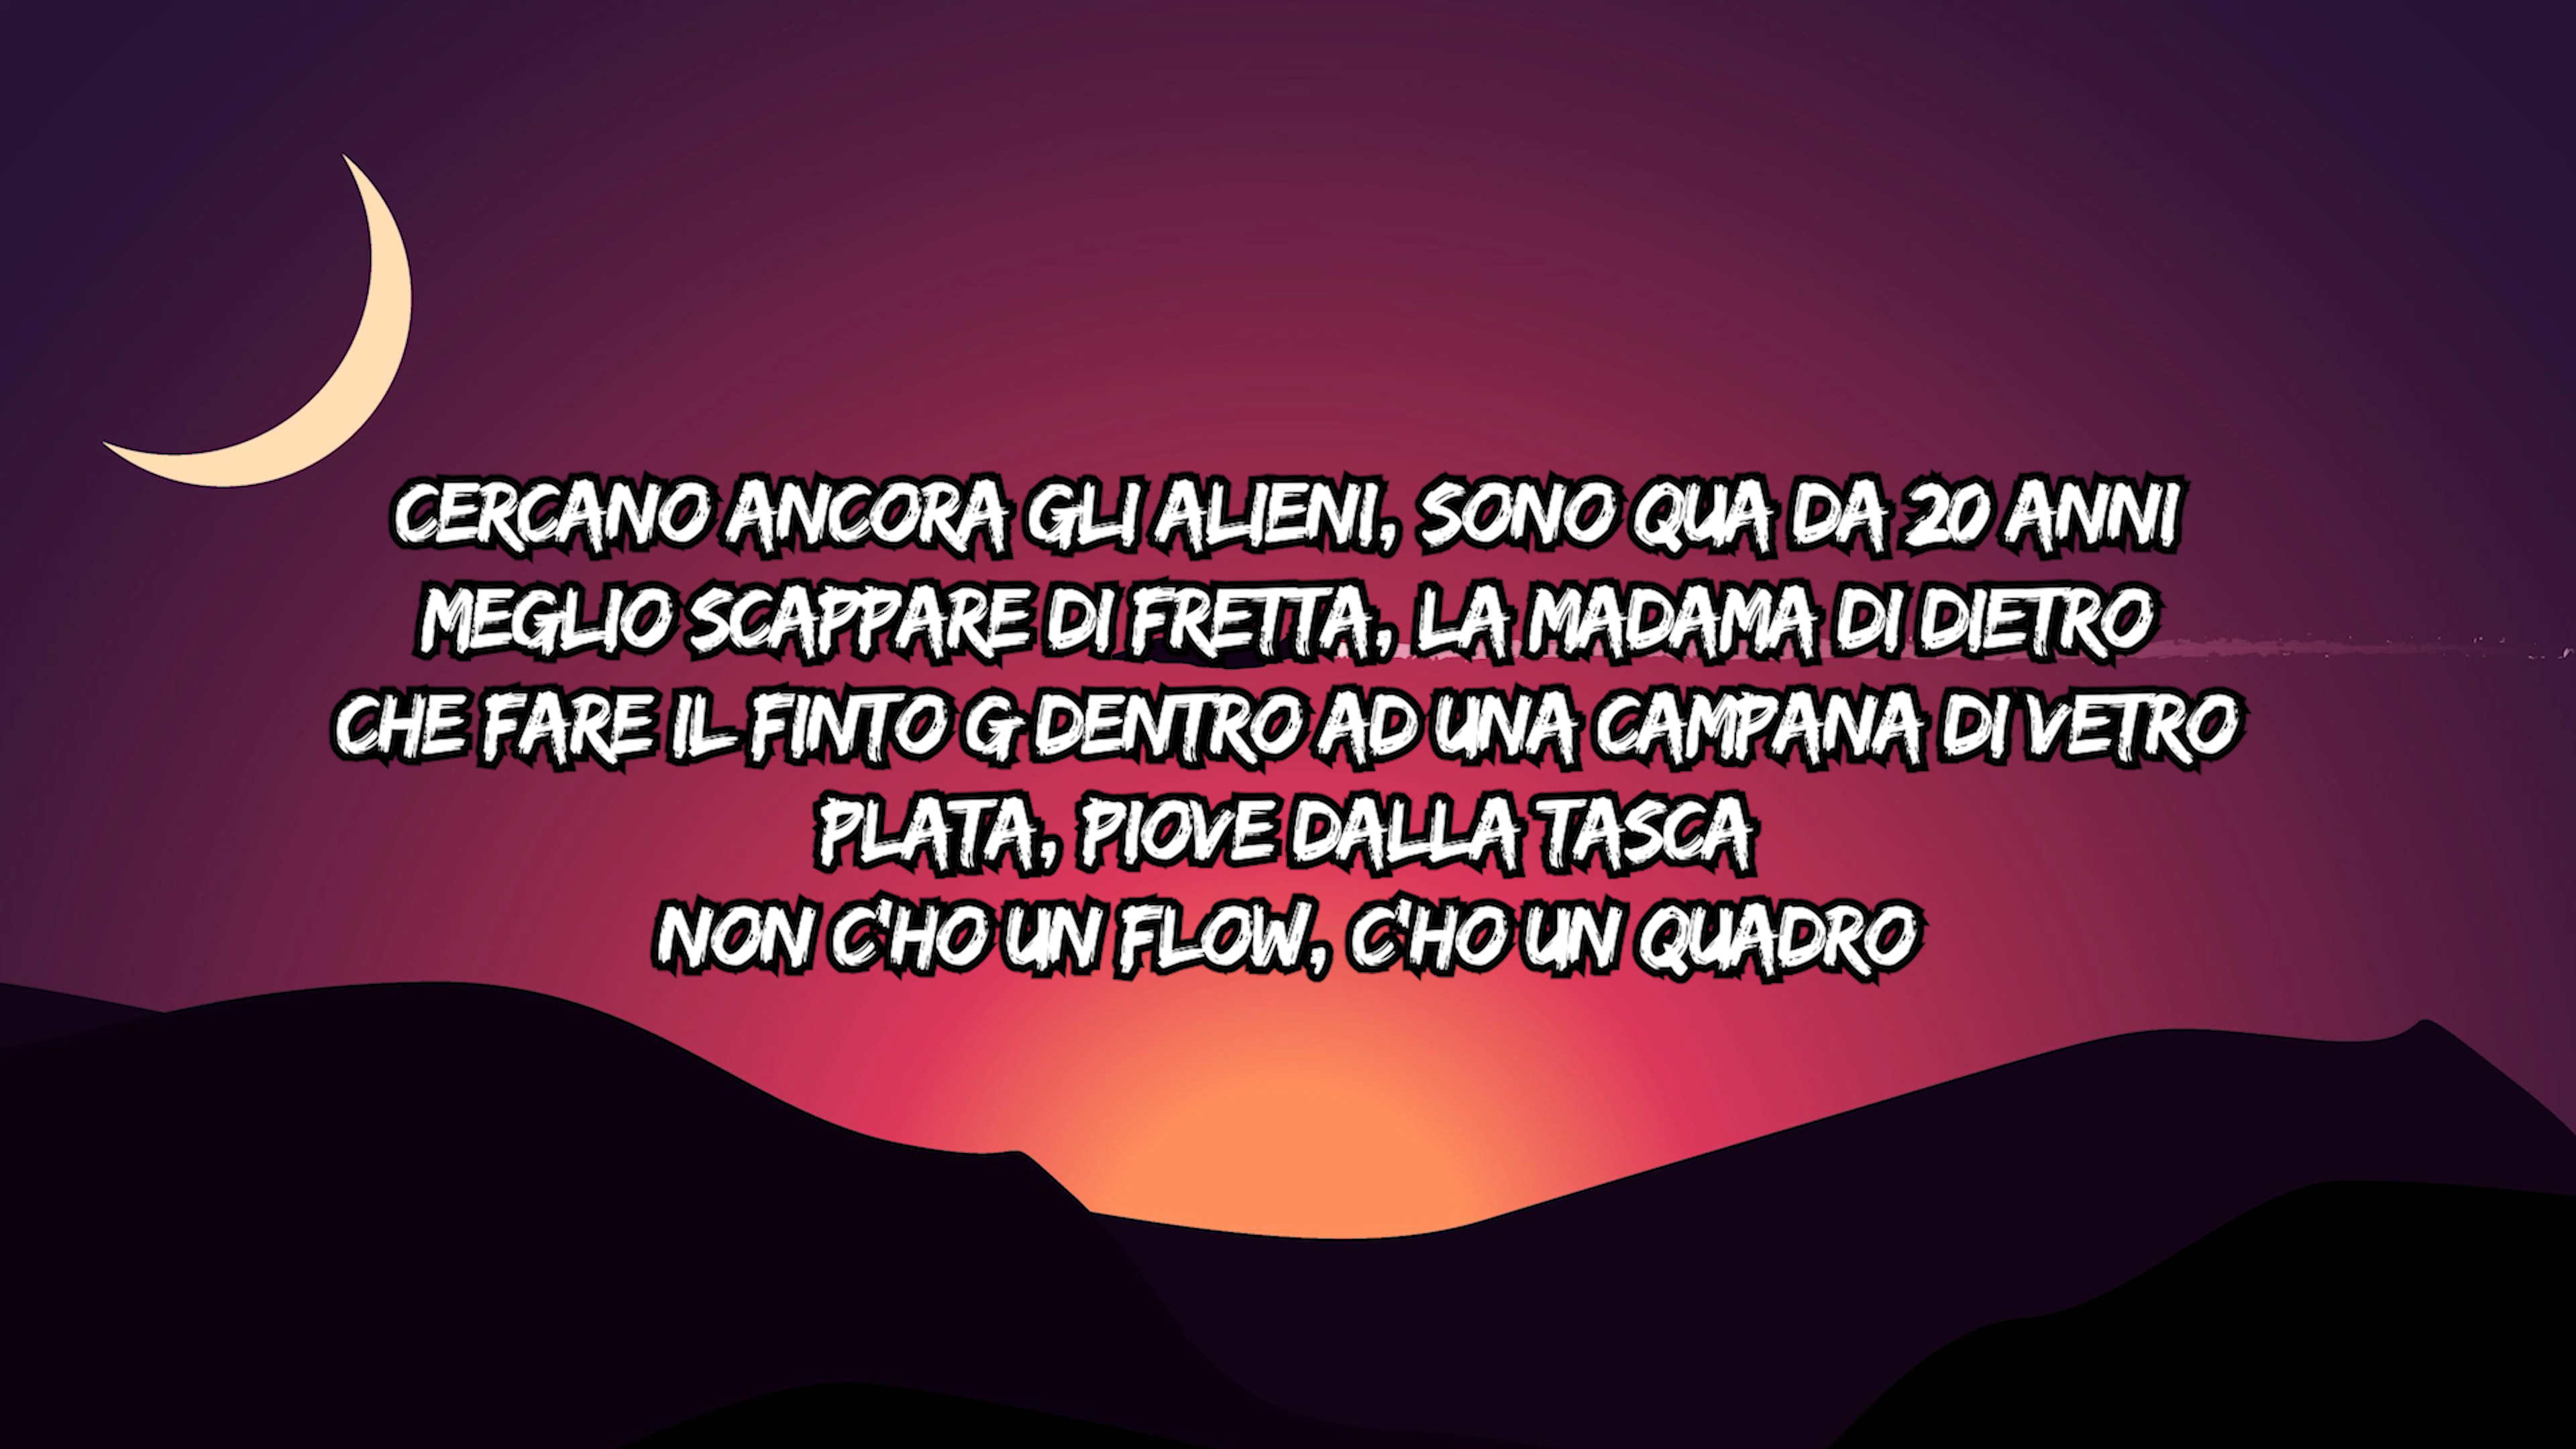 CERCANO ANCORA GLI ALIENI, SONO QUA DA 20 ANNI
MEGLIO SCAPPARE DI FRETTA, LA MADAMA DI DIETRO
CHE FARE IL FINTO G DENTRO AD UNA CAMPANA DI VETRO
PLATA, PIOVE DALLA TASCA
NON C'HO UN FLOW, C'HO UN QUADRO